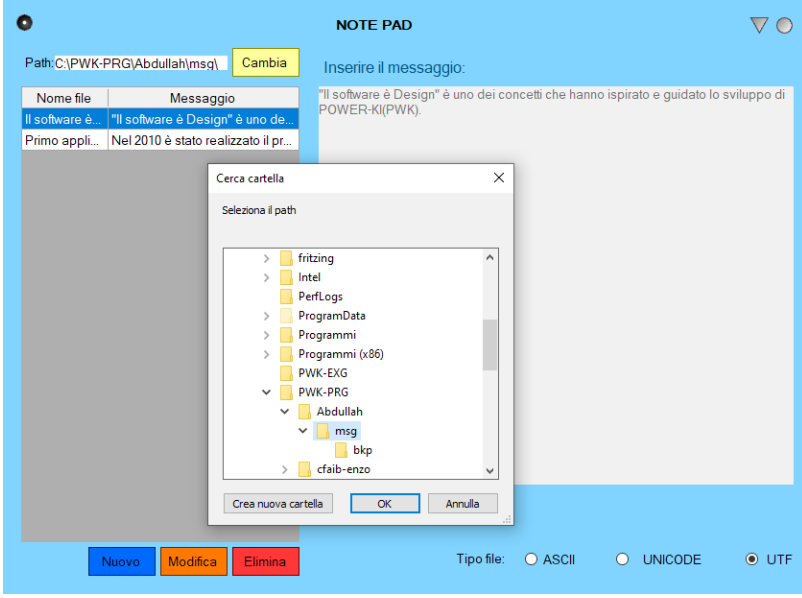 NOTE PAD
Path: C:\PWK-PRG\Abdullah\msg\ Cambia
Inserire il messaggio:
Nome file Messaggio
Il software è... "Il software è Design" è uno de...
Primo appli... Nel 2010 è stato realizzato il pr...
"Il software è Design" è uno dei concetti che hanno ispirato e guidato lo sviluppo di
POWER-KI(PWK).
Cerca cartella
Seleziona il path
fritzing
Intel
PerfLogs
ProgramData
Programmi
Programmi (x86)
PWK-EXG
PWK-PRG
Abdullah
msg
bkp
cfaib-enzo
Crea nuova cartella OK Annulla
Nuovo Modifica Elimina
Tipo file: ASCII UNICODE UTF